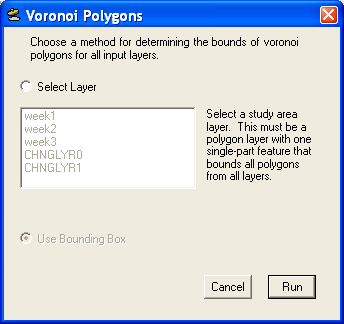 Voronoi Polygons
Choose a method for determining the bounds of voronoi
polygons for all input layers.
Select Layer
week1
week2
week3
CHNGLYR0
CHNGLYR1
Select a study area
layer. This must be a
polygon layer with one
single-part feature that
bounds all polygons
from all layers.
Use Bounding Box
Cancel
Run